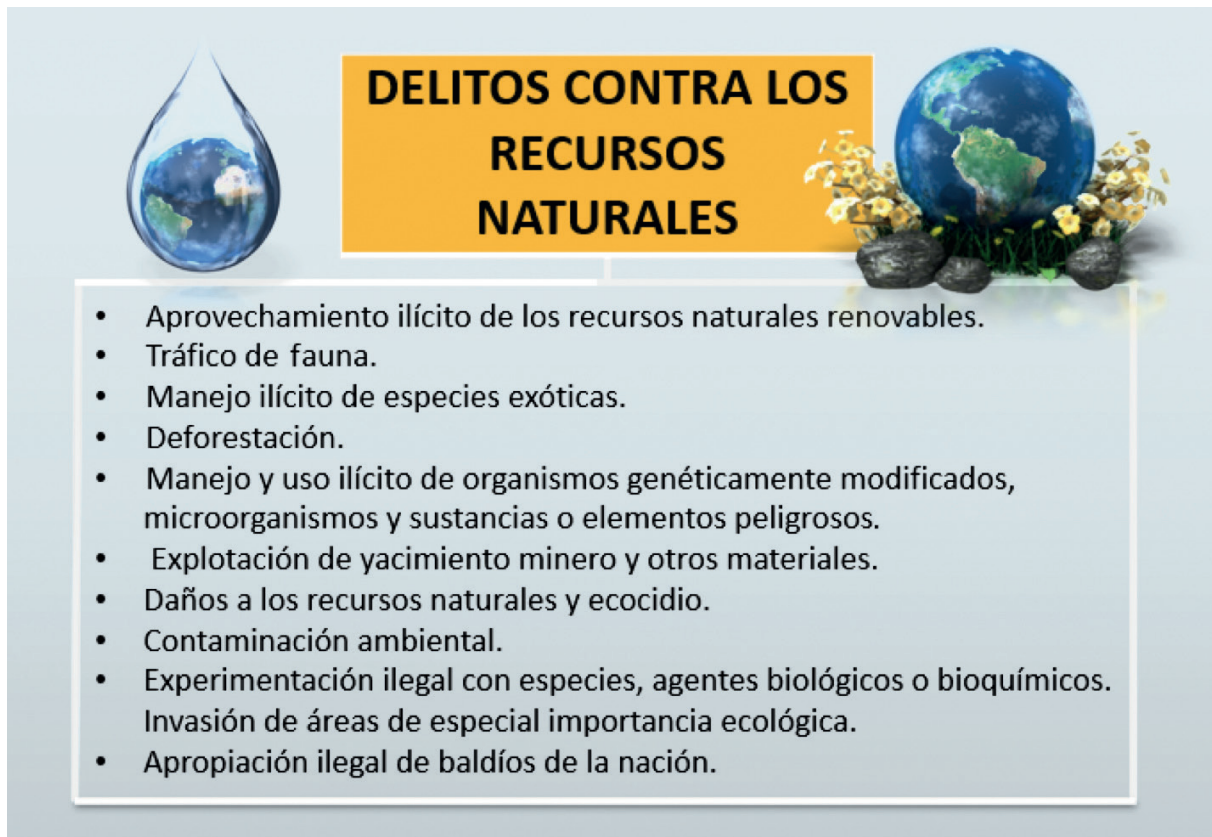 DELITOS CONTRA LOS
RECURSOS
NATURALES
• Aprovechamiento ilícito de los recursos naturales renovables.
• Tráfico de fauna.
• Manejo ilícito de especies exóticas.
• Deforestación.
• Manejo y uso ilícito de organismos genéticamente modificados,
microorganismos y sustancias o elementos peligrosos.
• Explotación de yacimiento minero y otros materiales.
• Daños a los recursos naturales y ecocidio.
• Contaminación ambiental.
• Experimentación ilegal con especies, agentes biológicos o bioquímicos.
Invasión de áreas de especial importancia ecológica.
• Apropiación ilegal de baldíos de la nación.